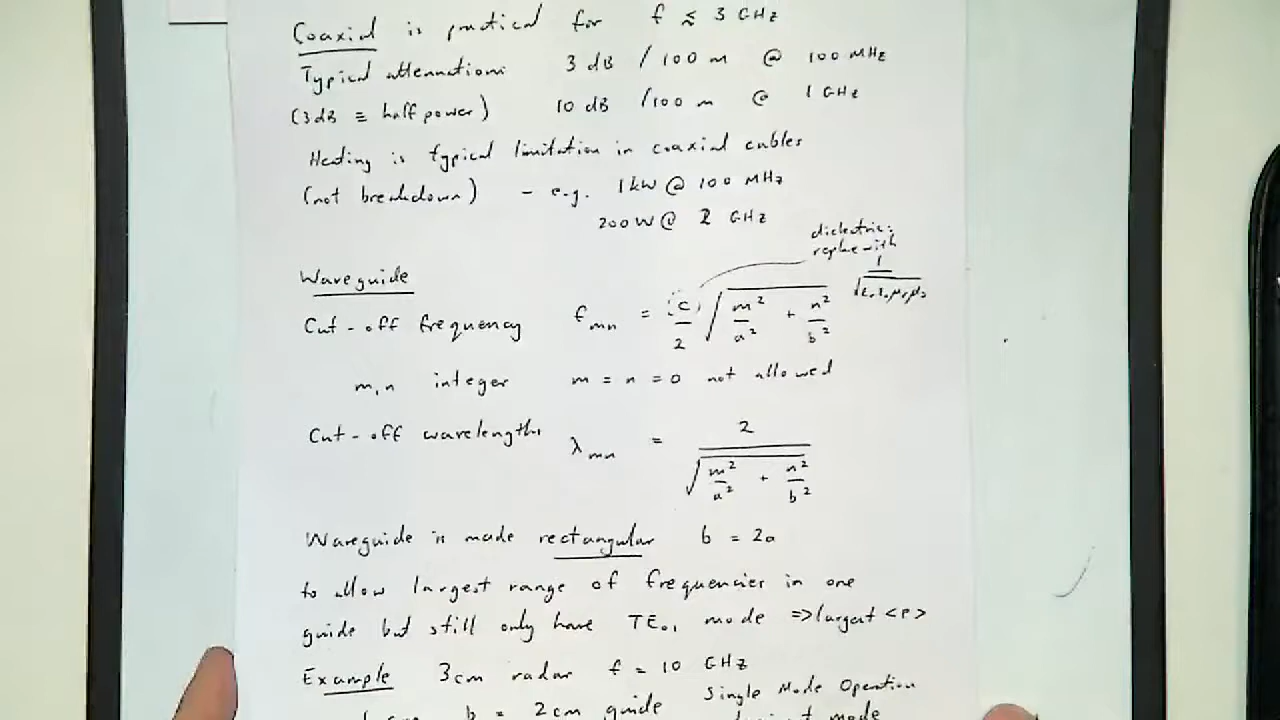 Coaxial is practical for f ≲ 3 GHz
Typical attenuations 3 dB / 100 m @ 100 MHz
(3dB ≡ half power) 10 dB /100 m @ 1 GHz
Heating is typical limitation in coaxial cables
(not breakdown) - e.g. 1kW @ 100 MHz
200W @ 2 GHz
dielectric:
replace with
1/√(ε₀εᵣμᵣμ₀)
Waveguide
Cut-off frequency f_mn = c/2 √(m²/a² + n²/b²)
m,n integer m = n = 0 not allowed
Cut-off wavelengths λ_mn = 2/√(m²/a² + n²/b²)
Waveguide is made rectangular b = 2a
to allow largest range of frequencies in one
guide but still only have TE₀₁ mode => largest <P>
Example 3cm radar f = 10 GHz
b = 2cm guide Single Mode Operation
mode